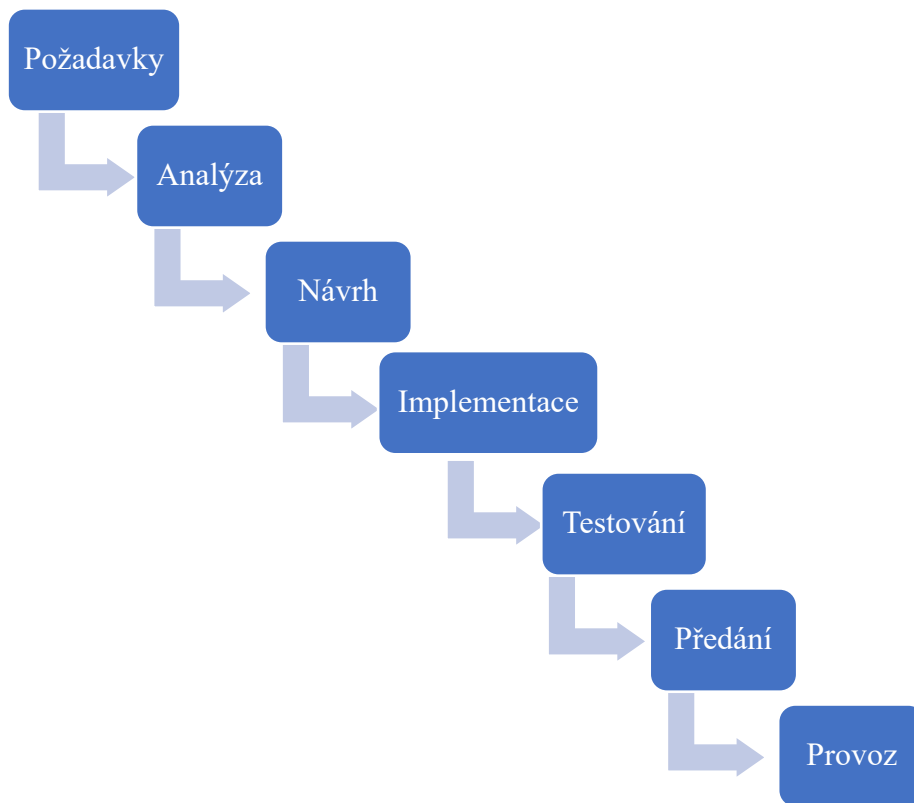 Požadavky
Analýza
Návrh
Implementace
Testování
Předání
Provoz